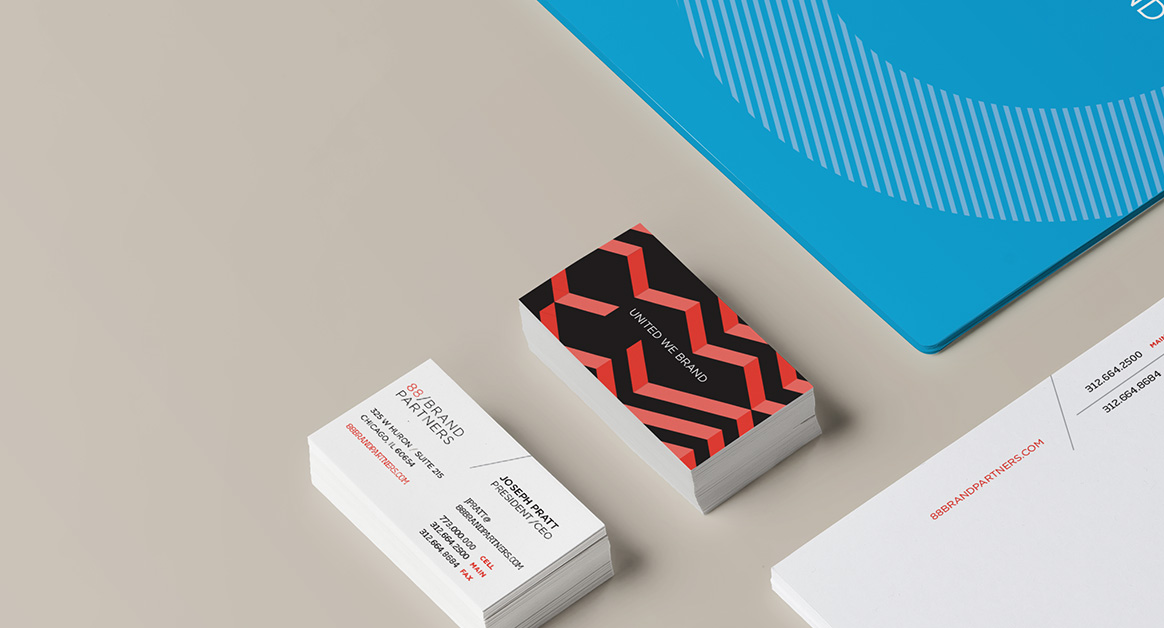 88/BRAND
PARTNERS
325 W HURON / SUITE 215
CHICAGO, IL 60654
88BRANDPARTNERS.COM
JOSEPH PRATT
PRESIDENT/CEO
JPRATT@
88BRANDPARTNERS.COM
773.000.000 CELL
312.664.2500 MAIN
312.664.8684 FAX
UNITED WE BRAND
312.664.2500 MAIN
312.664.8684
88BRANDPARTNERS.COM